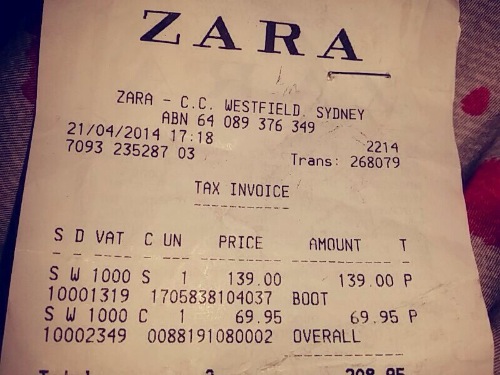 ZARA
ZARA - C.C. WESTFIELD SYDNEY
ABN 64 089 376 349
21/04/2014 17:18 2214
7093 235287 03 Trans: 268079
TAX INVOICE
S D VAT C UN PRICE AMOUNT T
S W 1000 S 1 139.00 139.00 P
10001319 1705838104037 BOOT
S W 1000 C 1 69.95 69.95 P
10002349 0088191080002 OVERALL